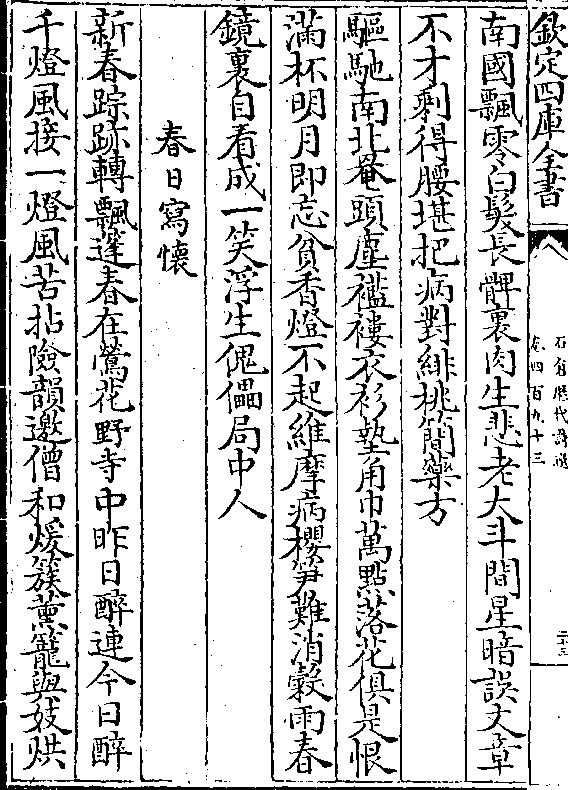 欽定四庫全書
石倉歷代詩選
卷四百九十三
二十三
南國飄零白髮長髀裏肉生悲老大斗間星暗誤文章
不才剩得腰堪把病對緋桃簡藥方
驅馳南北菴頭塵襤褸衣衫墊角巾萬點落花俱是恨
滿杯明月即忘貧香燈不起維摩病櫻笋難消穀雨春
鏡裏自看成一笑浮生傀儡局中人
春日寫懷
新春踪跡轉飄蓬春在鶯花野寺中昨日醉連今日醉
千燈風接一燈風苦拈險韻邀僧和煖簇薰籠與妓烘